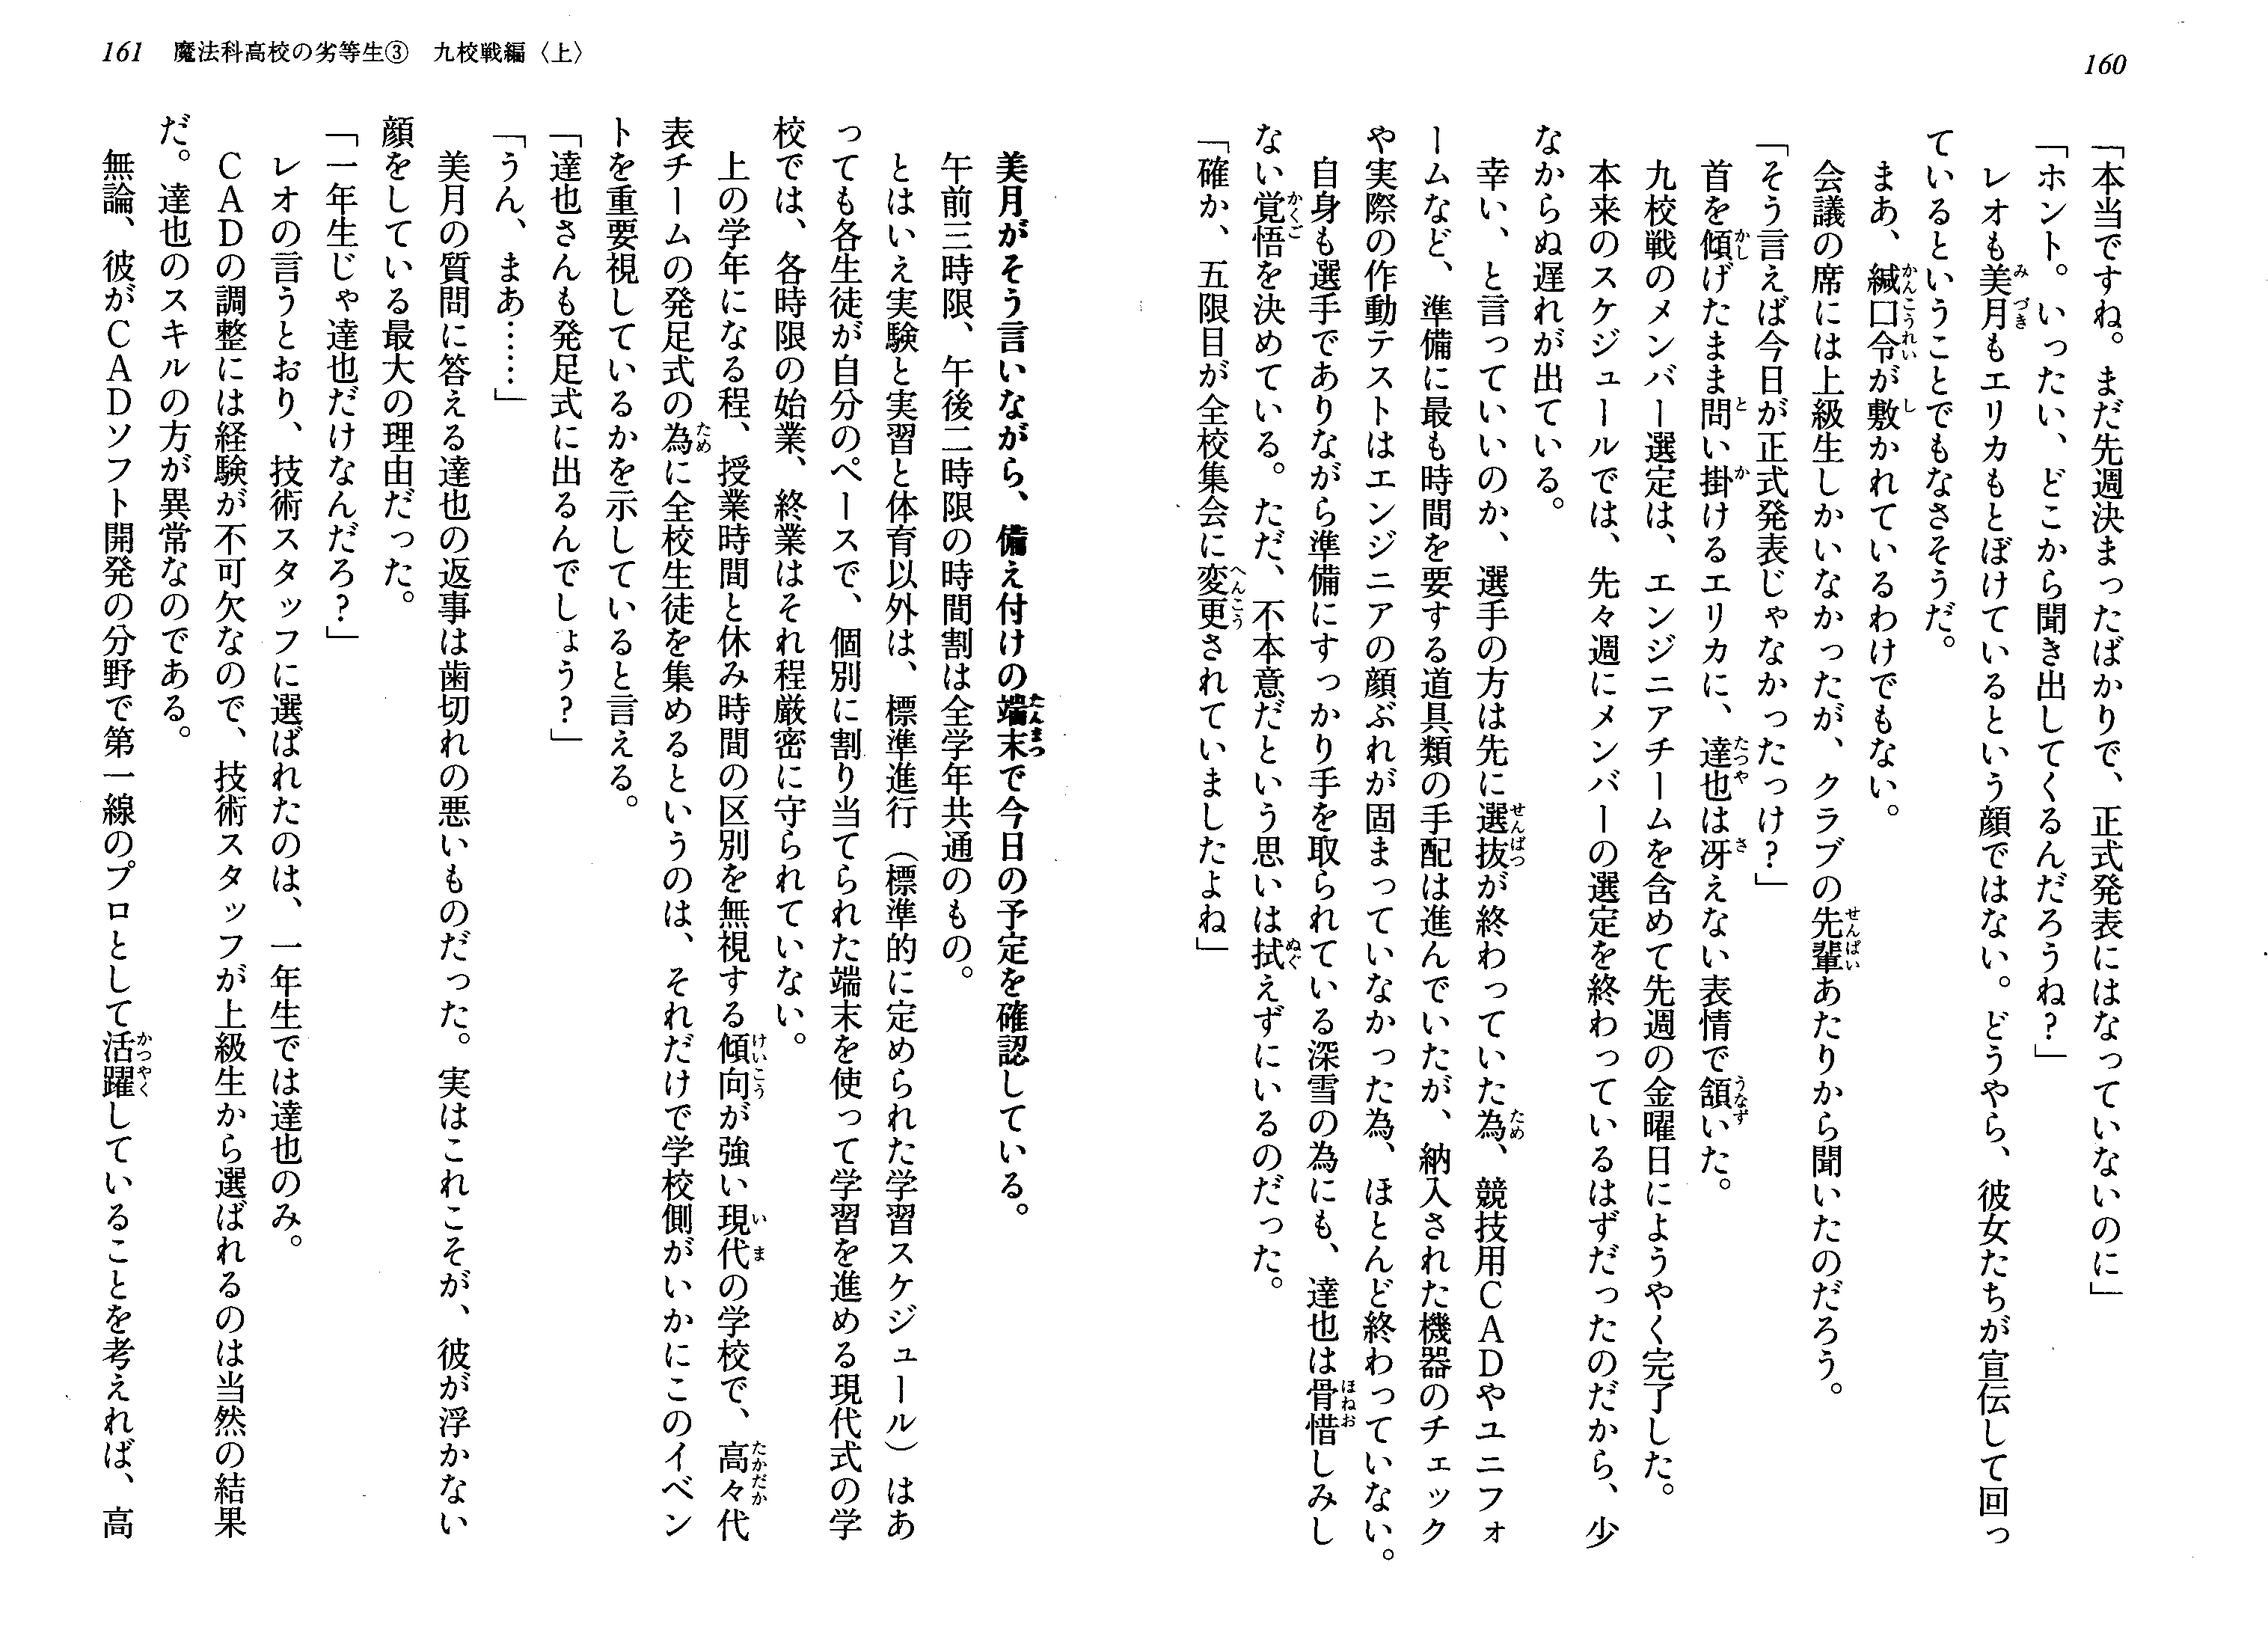 160
「本当ですね。まだ先週決まったばかりで、正式発表にはなっていないのに」
「ホント。いったい、どこから聞き出してくるんだろうね?」
レオも美月もエリカもとぼけているという顔ではない。どうやら、彼女たちが宣伝して回っ
ているということでもなさそうだ。
まあ、緘口令が敷かれているわけでもない。
会議の席には上級生しかいなかったが、クラブの先輩あたりから聞いたのだろう。
「そう言えば今日が正式発表じゃなかったっけ?」
首を傾げたまま問い掛けるエリカに、達也は冴えない表情で頷いた。
九校戦のメンバー選定は、エンジニアチームを含めて先週の金曜日にようやく完了した。
本来のスケジュールでは、先々週にメンバーの選定を終わっているはずだったのだから、少
なからぬ遅れが出ている。
幸い、と言っていいのか、選手の方は先に選抜が終わっていた為、競技用CADやユニフォ
ームなど、準備に最も時間を要する道具類の手配は進んでいたが、納入された機器のチェック
や実際の作動テストはエンジニアの顔ぶれが固まっていなかった為、ほとんど終わっていない。
自身も選手でありながら準備にすっかり手を取られている深雪の為にも、達也は骨惜しみし
ない覚悟を決めている。ただ、不本意だという思いは拭えずにいるのだった。
「確か、五限目が全校集会に変更されていましたよね」
161 魔法科高校の劣等生③ 九校戦編〈上〉
美月がそう言いながら、備え付けの端末で今日の予定を確認している。
午前三時限、午後二時限の時間割は全学年共通のもの。
とはいえ実験と実習と体育以外は、標準進行（標準的に定められた学習スケジュール）はあ
っても各生徒が自分のペースで、個別に割り当てられた端末を使って学習を進める現代式の学
校では、各時限の始業、終業はそれ程厳密に守られていない。
上の学年になる程、授業時間と休み時間の区別を無視する傾向が強い現代の学校で、高々代
表チームの発足式の為に全校生徒を集めるというのは、それだけで学校側がいかにこのイベン
トを重要視しているかを示していると言える。
「達也さんも発足式に出るんでしょう?」
「うん、まあ……」
美月の質問に答える達也の返事は歯切れの悪いものだった。実はこれこそが、彼が浮かない
顔をしている最大の理由だった。
「一年生じゃ達也だけなんだろ?」
レオの言うとおり、技術スタッフに選ばれたのは、一年生では達也のみ。
CADの調整には経験が不可欠なので、技術スタッフが上級生から選ばれるのは当然の結果
だ。達也のスキルの方が異常なのである。
無論、彼がCADソフト開発の分野で第一線のプロとして活躍していることを考えれば、高